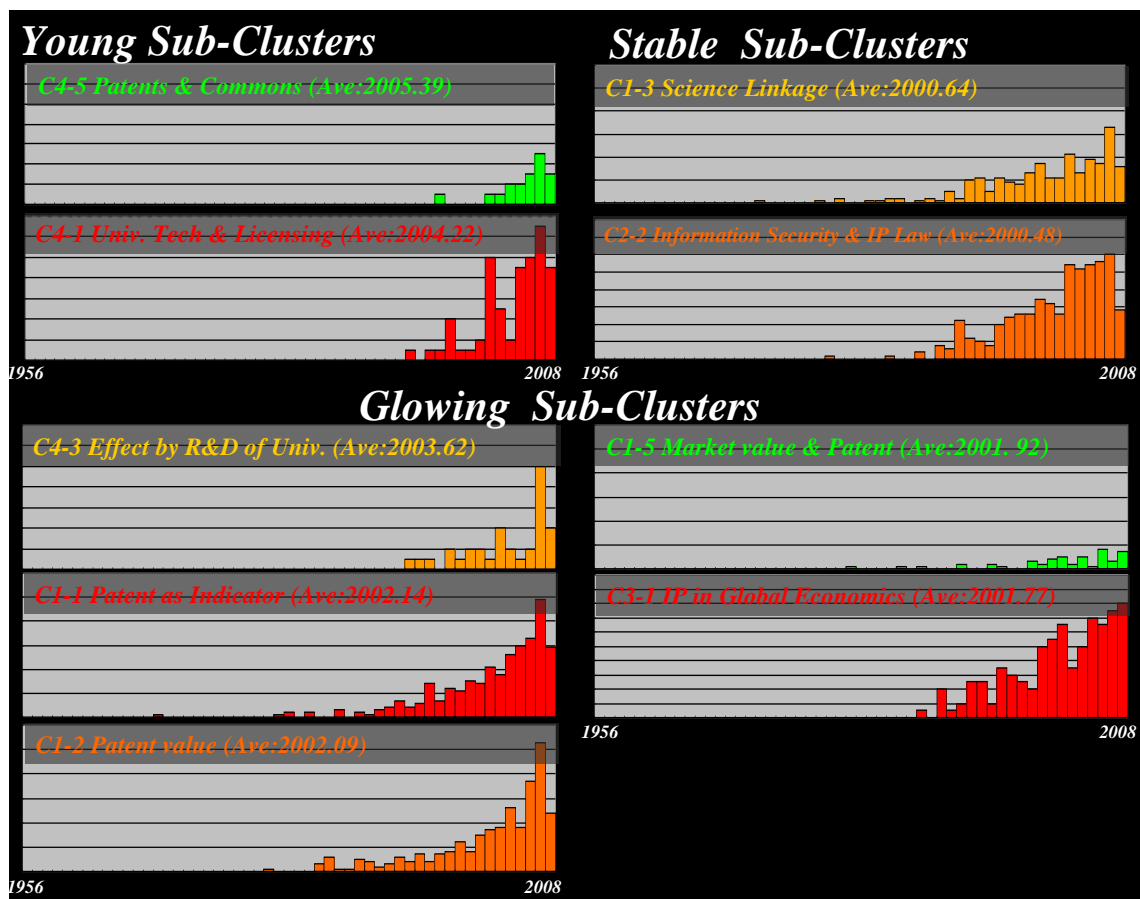 Young Sub-Clusters
C4-5 Patents & Commons (Ave:2005.39)
C4-1 Univ. Tech & Licensing (Ave:2004.22)
1956 2008
Stable Sub-Clusters
C1-3 Science Linkage (Ave:2000.64)
C2-2 Information Security & IP Law (Ave:2000.48)
1956 2008
Glowing Sub-Clusters
C4-3 Effect by R&D of Univ. (Ave:2003.62)
C1-1 Patent as Indicator (Ave:2002.14)
C1-2 Patent value (Ave:2002.09)
1956 2008
C1-5 Market value & Patent (Ave:2001. 92)
C3-1 IP in Global Economics (Ave:2001.77)
1956 2008